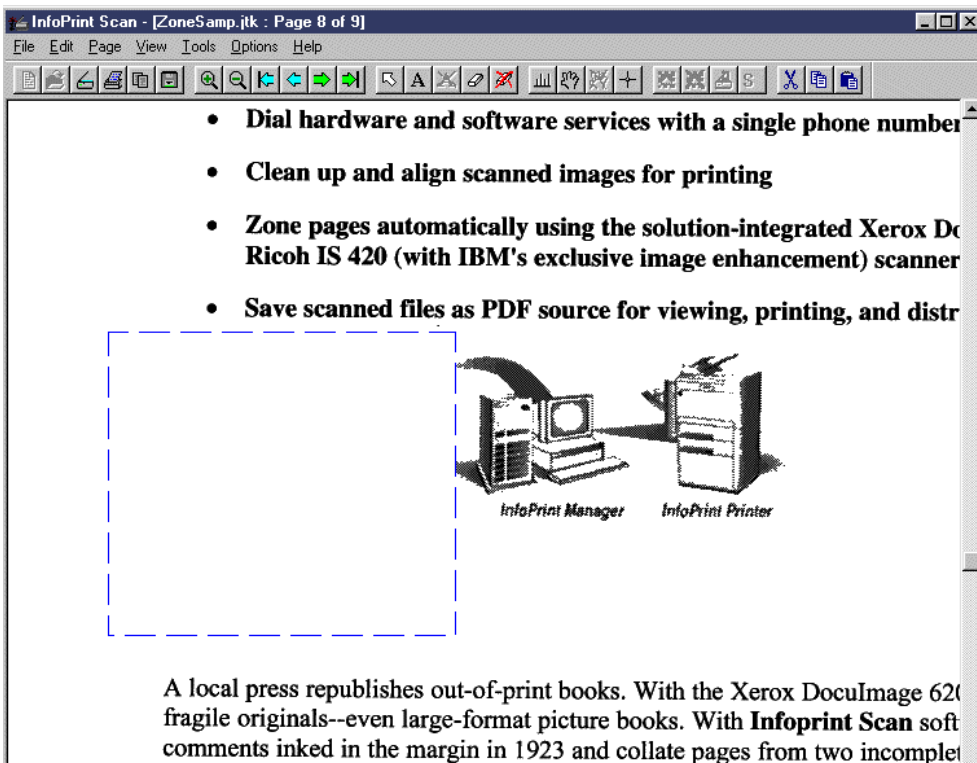 InfoPrint Scan - [ZoneSamp.jtk : Page 8 of 9]
File Edit Page View Tools Options Help
A S
• Dial hardware and software services with a single phone number
• Clean up and align scanned images for printing
• Zone pages automatically using the solution-integrated Xerox Do
Ricoh IS 420 (with IBM's exclusive image enhancement) scanner
• Save scanned files as PDF source for viewing, printing, and distr
InfoPrint Manager InfoPrint Printer
A local press republishes out-of-print books. With the Xerox DocuImage 620
fragile originals--even large-format picture books. With Infoprint Scan soft
comments inked in the margin in 1923 and collate pages from two incomplet